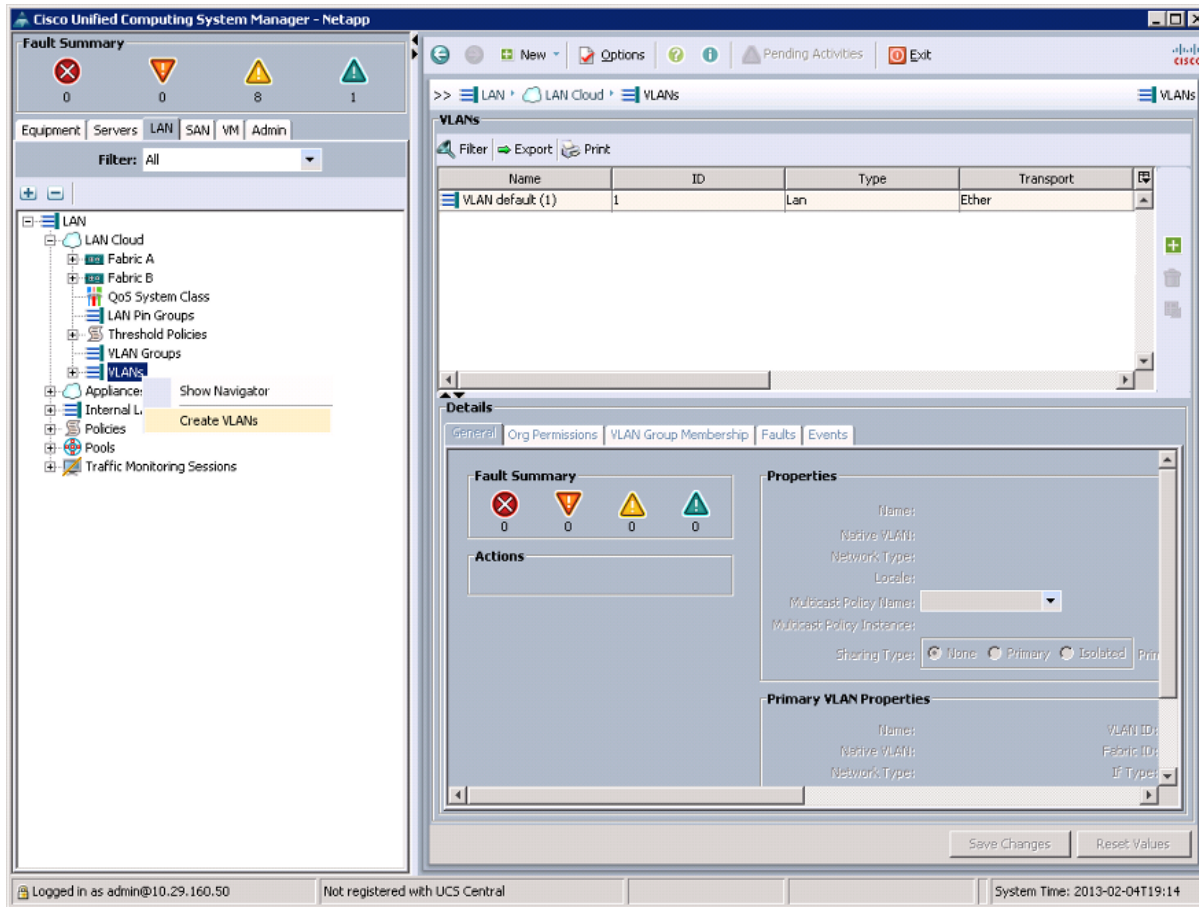 Cisco Unified Computing System Manager - Netapp
Fault Summary
0 0 8 1
Equipment Servers LAN SAN VM Admin
Filter: All
LAN
LAN Cloud
Fabric A
Fabric B
QoS System Class
LAN Pin Groups
Threshold Policies
VLAN Groups
VLANs
Appliances
Internal L
Policies
Pools
Traffic Monitoring Sessions
Show Navigator
Create VLANs
New Options Pending Activities Exit
CISCO
>> LAN LAN Cloud VLANs VLANs
VLANs
Filter Export Print
Name ID Type Transport
VLAN default (1) 1 Lan Ether
Details
General Org Permissions VLAN Group Membership Faults Events
Fault Summary
0 0 0 0
Actions
Properties
Name:
Native VLAN:
Network Type:
Locale:
Multicast Policy Name:
Multicast Policy Instance:
Sharing Type: None Primary Isolated Prim
Primary VLAN Properties
Name: VLAN ID:
Native VLAN: Fabric ID:
Network Type: If Type:
Save Changes Reset Values
Logged in as admin@10.29.160.50 Not registered with UCS Central System Time: 2013-02-04T19:14